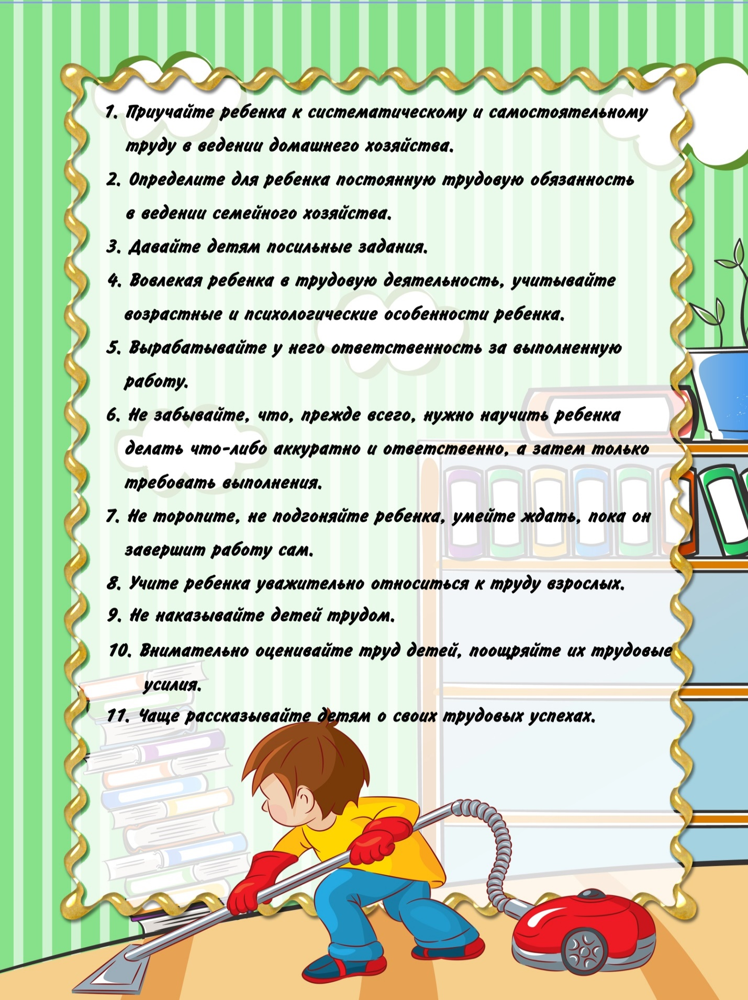 1. Приучайте ребенка к систематическому и самостоятельному
труду в ведении домашнего хозяйства.
2. Определите для ребенка постоянную трудовую обязанность
в ведении семейного хозяйства.
3. Давайте детям посильные задания.
4. Вовлекая ребенка в трудовую деятельность, учитывайте
возрастные и психологические особенности ребенка.
5. Вырабатывайте у него ответственность за выполненную
работу.
6. Не забывайте, что, прежде всего, нужно научить ребенка
делать что-либо аккуратно и ответственно, а затем только
требовать выполнения.
7. Не торопите, не подгоняйте ребенка, умейте ждать, пока он
завершит работу сам.
8. Учите ребенка уважительно относиться к труду взрослых.
9. Не наказывайте детей трудом.
10. Внимательно оценивайте труд детей, поощряйте их трудовые
усилия.
11. Чаще рассказывайте детям о своих трудовых успехах.